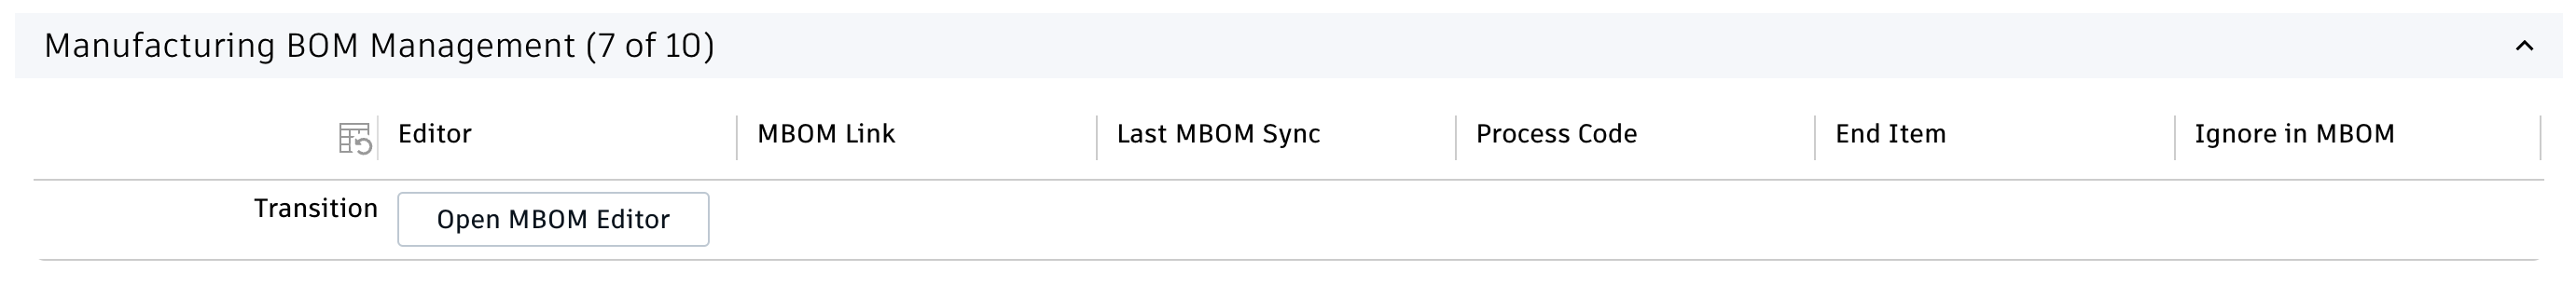 Manufacturing BOM Management (7 of 10)
Editor MBOM Link Last MBOM Sync Process Code End Item Ignore in MBOM
Transition Open MBOM Editor